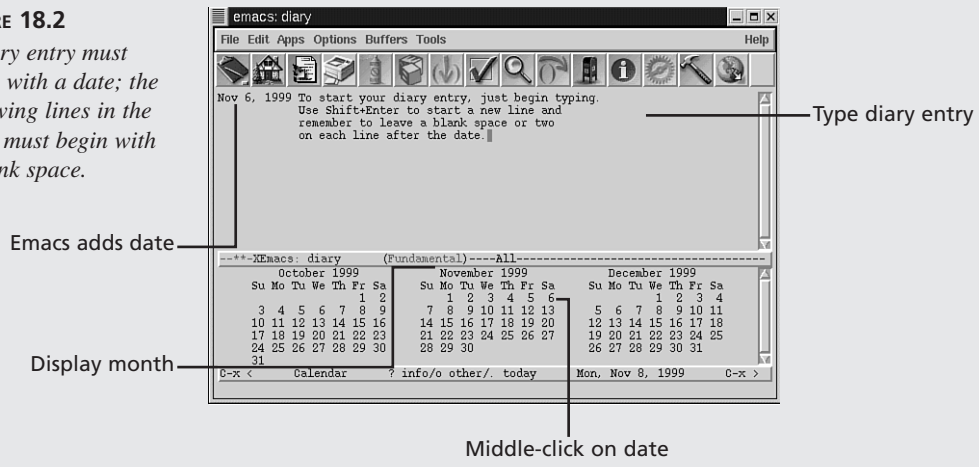 RE 18.2
ry entry must
with a date; the
wing lines in the
must begin with
nk space.
emacs: diary
File Edit Apps Options Buffers Tools Help
Nov 6, 1999 To start your diary entry, just begin typing.
Use Shift+Enter to start a new line and
remember to leave a blank space or two
on each line after the date.
Type diary entry
Emacs adds date
--**-XEmacs: diary (Fundamental)----All----
October 1999 November 1999 December 1999
Su Mo Tu We Th Fr Sa Su Mo Tu We Th Fr Sa Su Mo Tu We Th Fr Sa
1 2 1 2 3 4 5 6 1 2 3 4
3 4 5 6 7 8 9 7 8 9 10 11 12 13 5 6 7 8 9 10 11
10 11 12 13 14 15 16 14 15 16 17 18 19 20 12 13 14 15 16 17 18
17 18 19 20 21 22 23 21 22 23 24 25 26 27 19 20 21 22 23 24 25
24 25 26 27 28 29 30 28 29 30 26 27 28 29 30 31
31
Display month
C-x < Calendar ? info/o other/. today Mon, Nov 8, 1999 C-x >
Middle-click on date